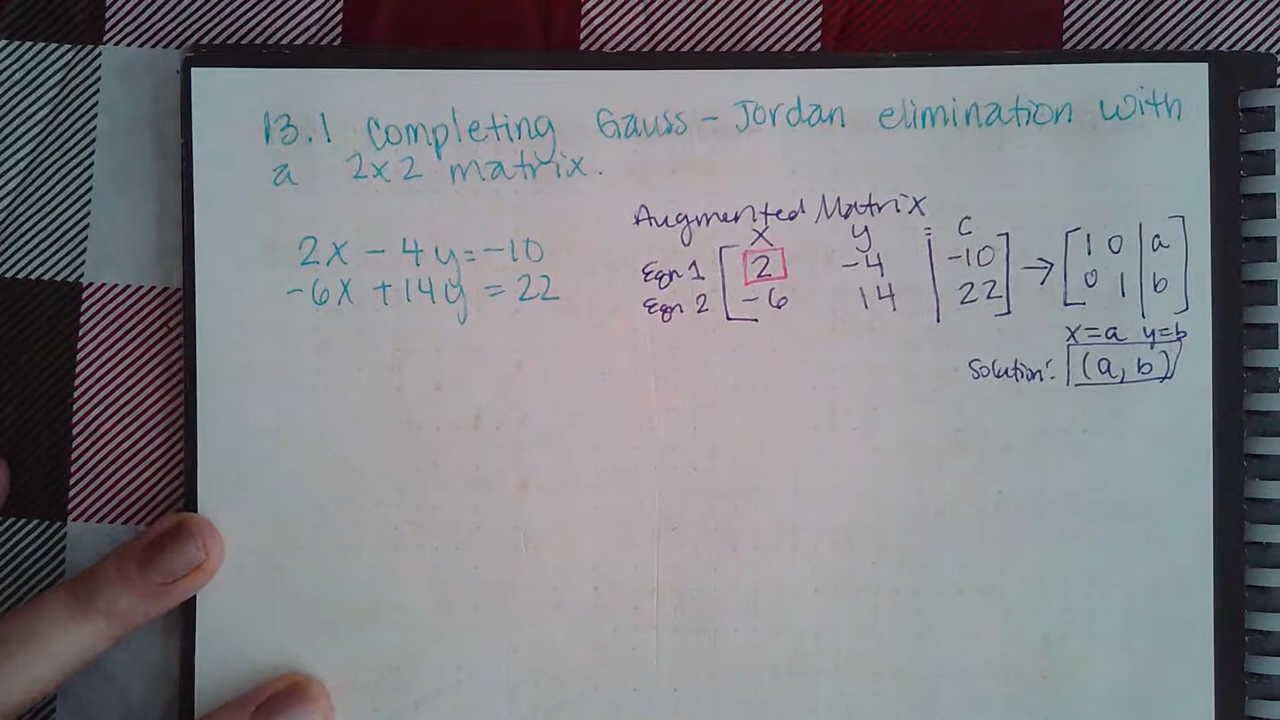 13.1 Completing Gauss-Jordan elimination with
a 2x2 matrix.
2x - 4y = -10
-6x + 14y = 22
Augmented Matrix
x y = c
Eqn 1 [ 2 -4 | -10 ] → [ 1 0 | a ]
Eqn 2 [ -6 14 | 22 ] [ 0 1 | b ]
x=a y=b
Solution: (a, b)